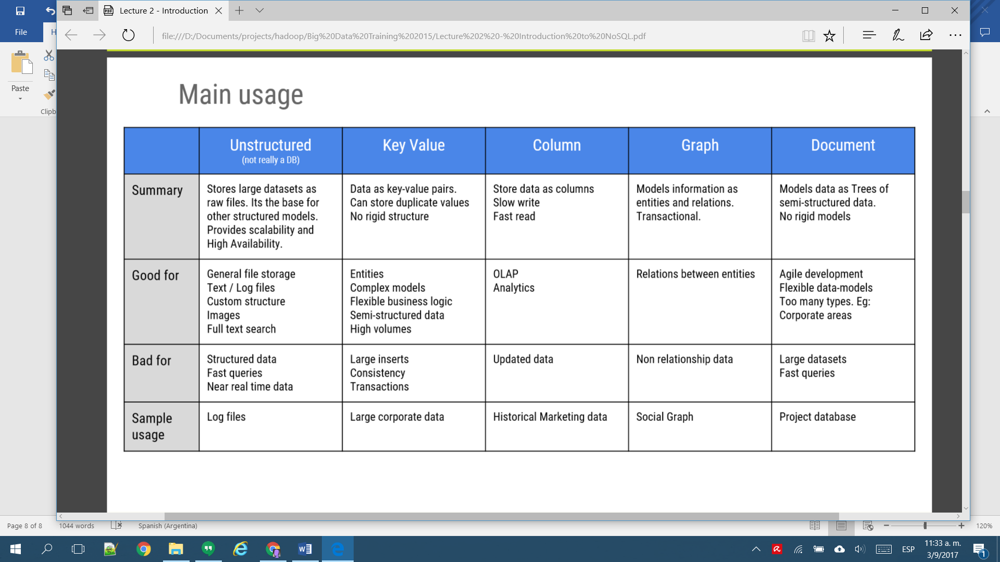 Lecture 2 - Introduction
File
H
file:///D:/Documents/projects/hadoop/Big%20Data%20Training%202015/Lecture%202%20-%20Introduction%20to%20NoSQL.pdf
Paste
Clipb
Main usage
Unstructured
(not really a DB)
Key Value
Column
Graph
Document
Summary
Stores large datasets as
raw files. Its the base for
other structured models.
Provides scalability and
High Availability.
Data as key-value pairs.
Can store duplicate values
No rigid structure
Store data as columns
Slow write
Fast read
Models information as
entities and relations.
Transactional.
Models data as Trees of
semi-structured data.
No rigid models
Good for
General file storage
Text / Log files
Custom structure
Images
Full text search
Entities
Complex models
Flexible business logic
Semi-structured data
High volumes
OLAP
Analytics
Relations between entities
Agile development
Flexible data-models
Too many types. Eg:
Corporate areas
Bad for
Structured data
Fast queries
Near real time data
Large inserts
Consistency
Transactions
Updated data
Non relationship data
Large datasets
Fast queries
Sample
usage
Log files
Large corporate data
Historical Marketing data
Social Graph
Project database
Page 8 of 8
1044 words
Spanish (Argentina)
120%
ESP
11:33 a. m.
3/9/2017
1